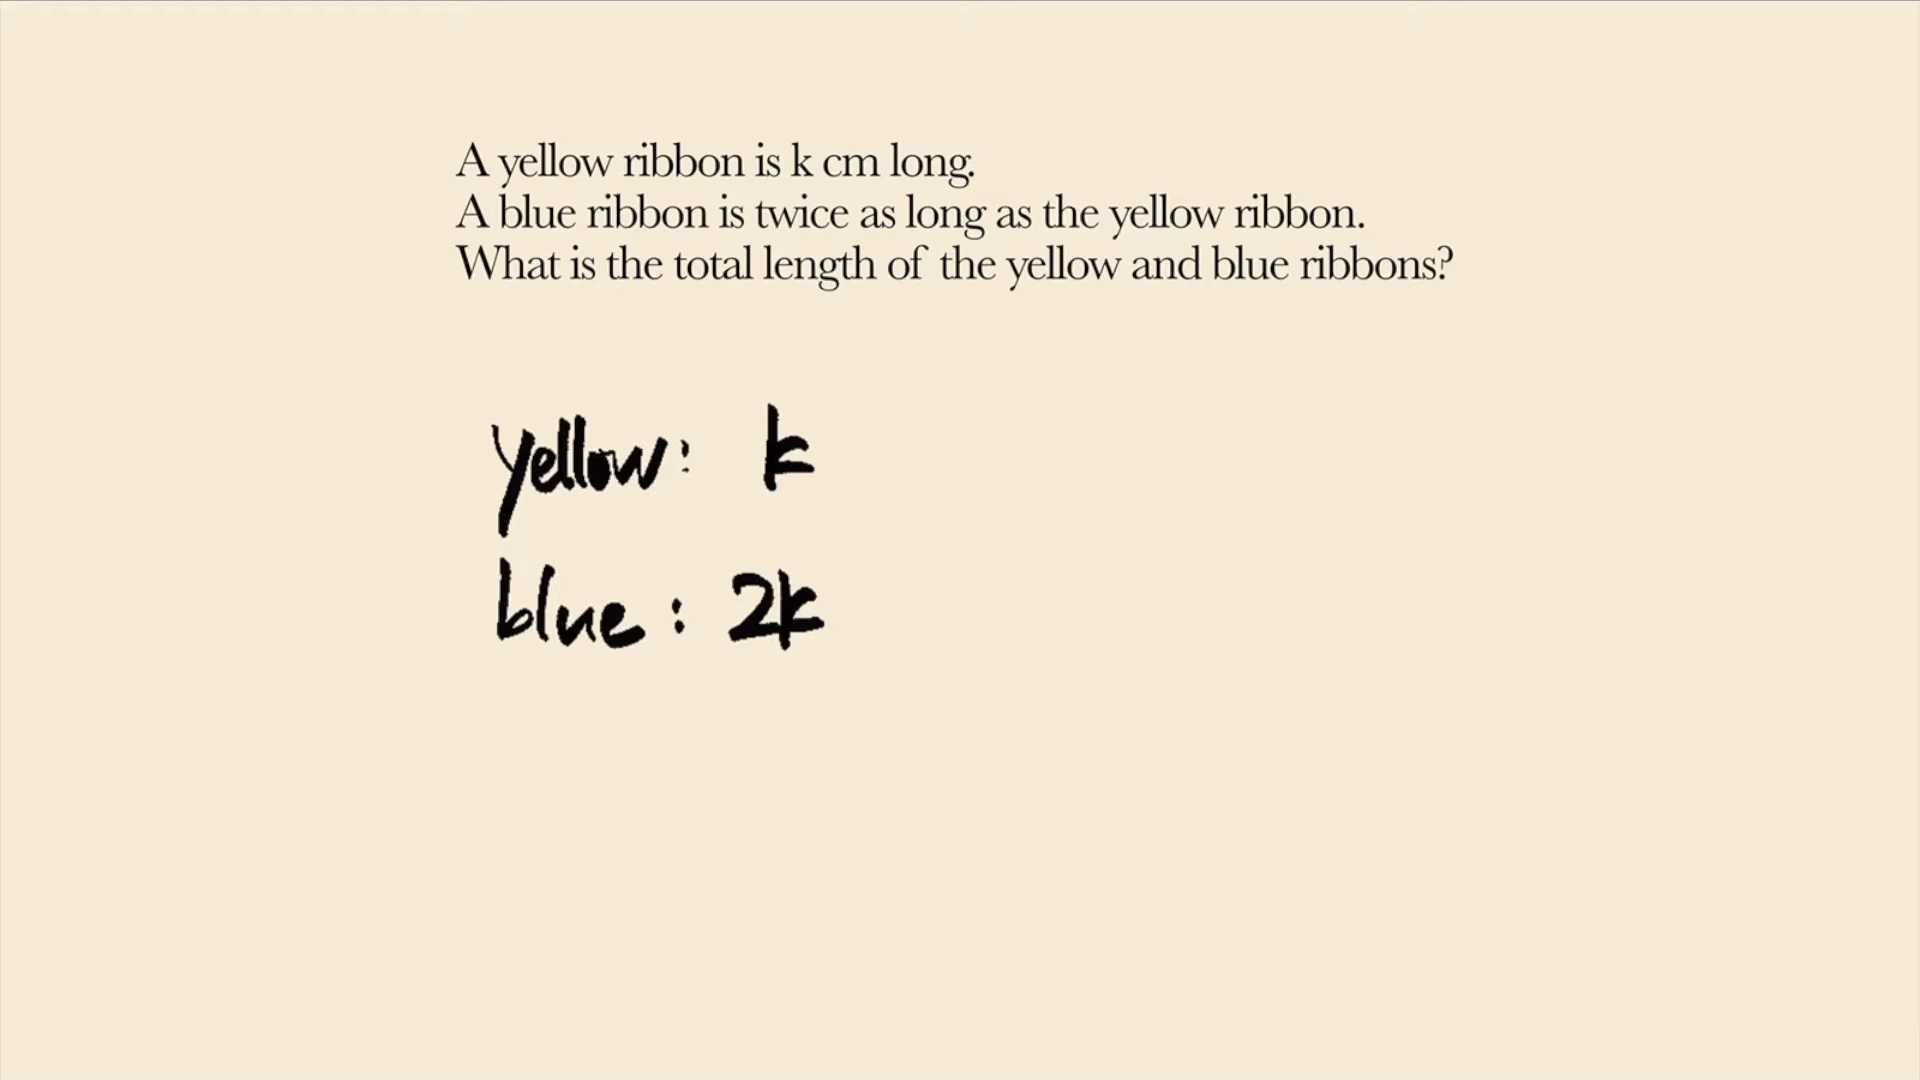 A yellow ribbon is k cm long.
A blue ribbon is twice as long as the yellow ribbon.
What is the total length of the yellow and blue ribbons?
yellow: k
blue: 2k